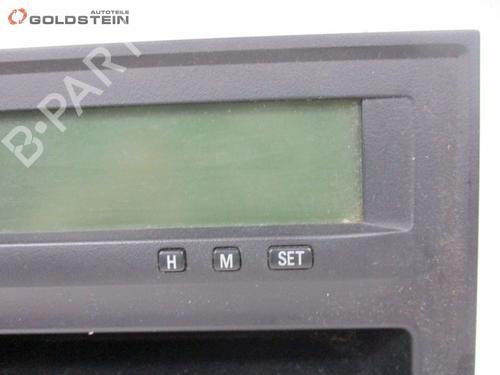 AUTOTEILE
GOLDSTEIN
B-PART
H M SET